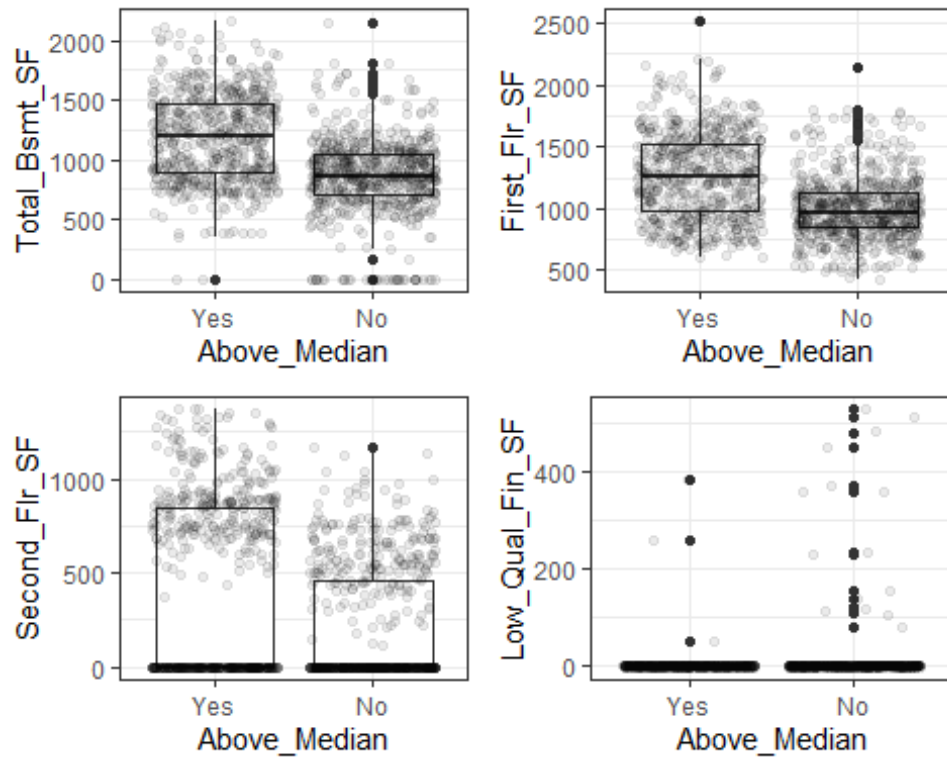 Total_Bsmt_SF
2000
1500
1000
500
0
Yes No
Above_Median
First_Flr_SF
2500
2000
1500
1000
500
Yes No
Above_Median
Second_Flr_SF
1000
500
0
Yes No
Above_Median
Low_Qual_Fin_SF
400
200
0
Yes No
Above_Median